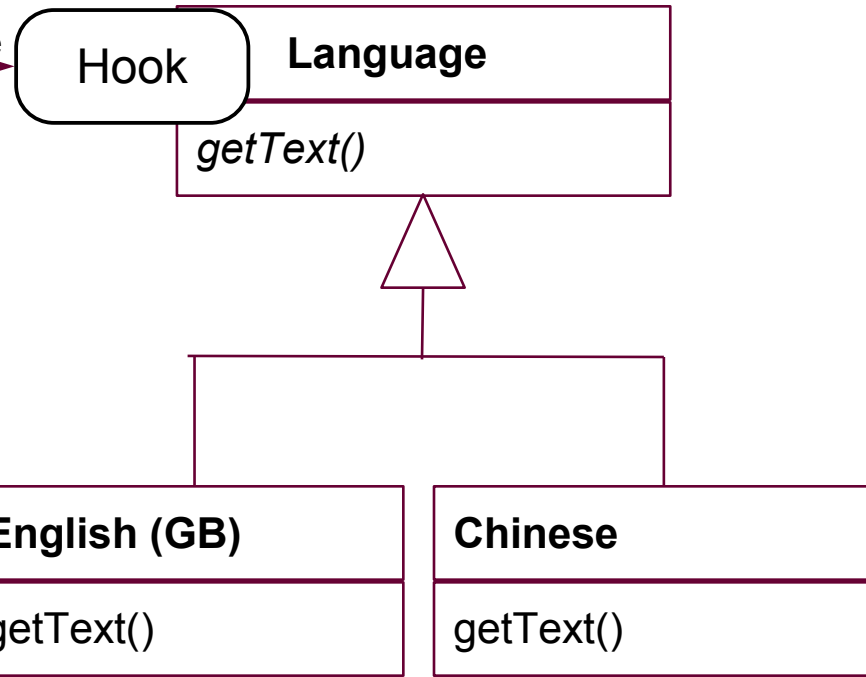 Hook
Language
getText()
English (GB)
Chinese
getText()
getText()